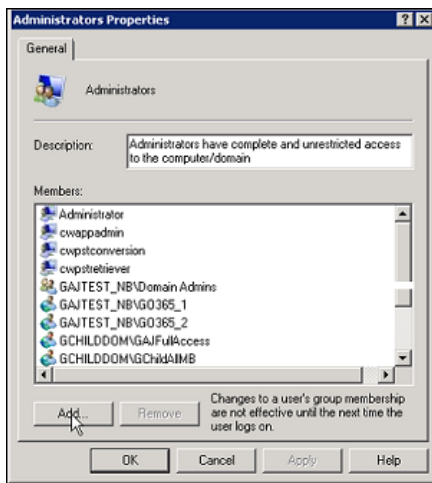 Administrators Properties
General
Administrators
Description:
Administrators have complete and unrestricted access
to the computer/domain
Members:
Administrator
cwappadmin
cwpstconversion
cwpstretriever
GAJTEST_NB\Domain Admins
GAJTEST_NB\GO365_1
GAJTEST_NB\GO365_2
GCHILDDOM\GAJFullAccess
GCHILDDOM\GChildAllMB
Add...
Remove
Changes to a user's group membership
are not effective until the next time the
user logs on.
OK
Cancel
Apply
Help